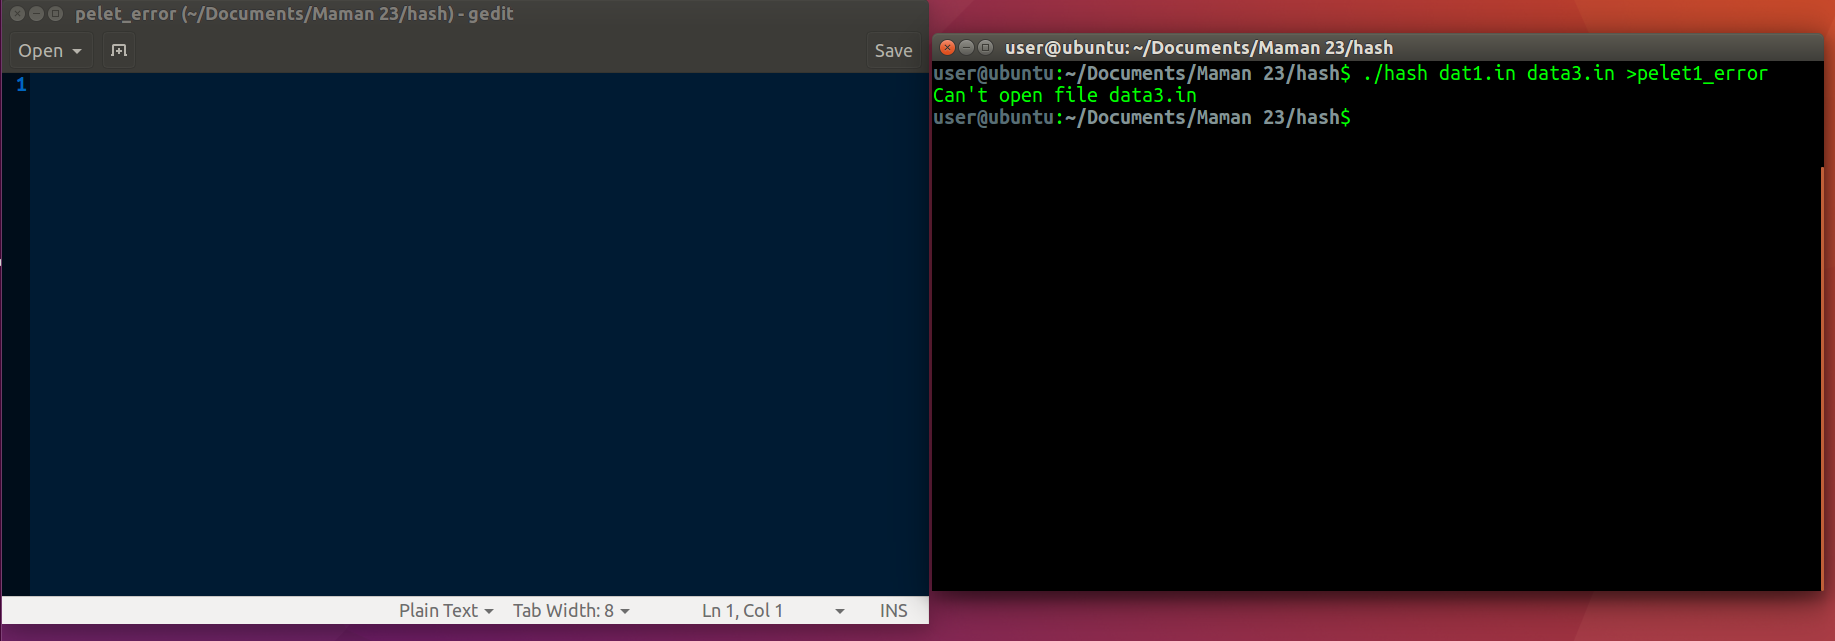 pelet_error (~/Documents/Maman 23/hash) - gedit
Open
Save
1
Plain Text Tab Width: 8 Ln 1, Col 1 INS
user@ubuntu: ~/Documents/Maman 23/hash
user@ubuntu:~/Documents/Maman 23/hash$ ./hash dat1.in data3.in >pelet1_error
Can't open file data3.in
user@ubuntu:~/Documents/Maman 23/hash$